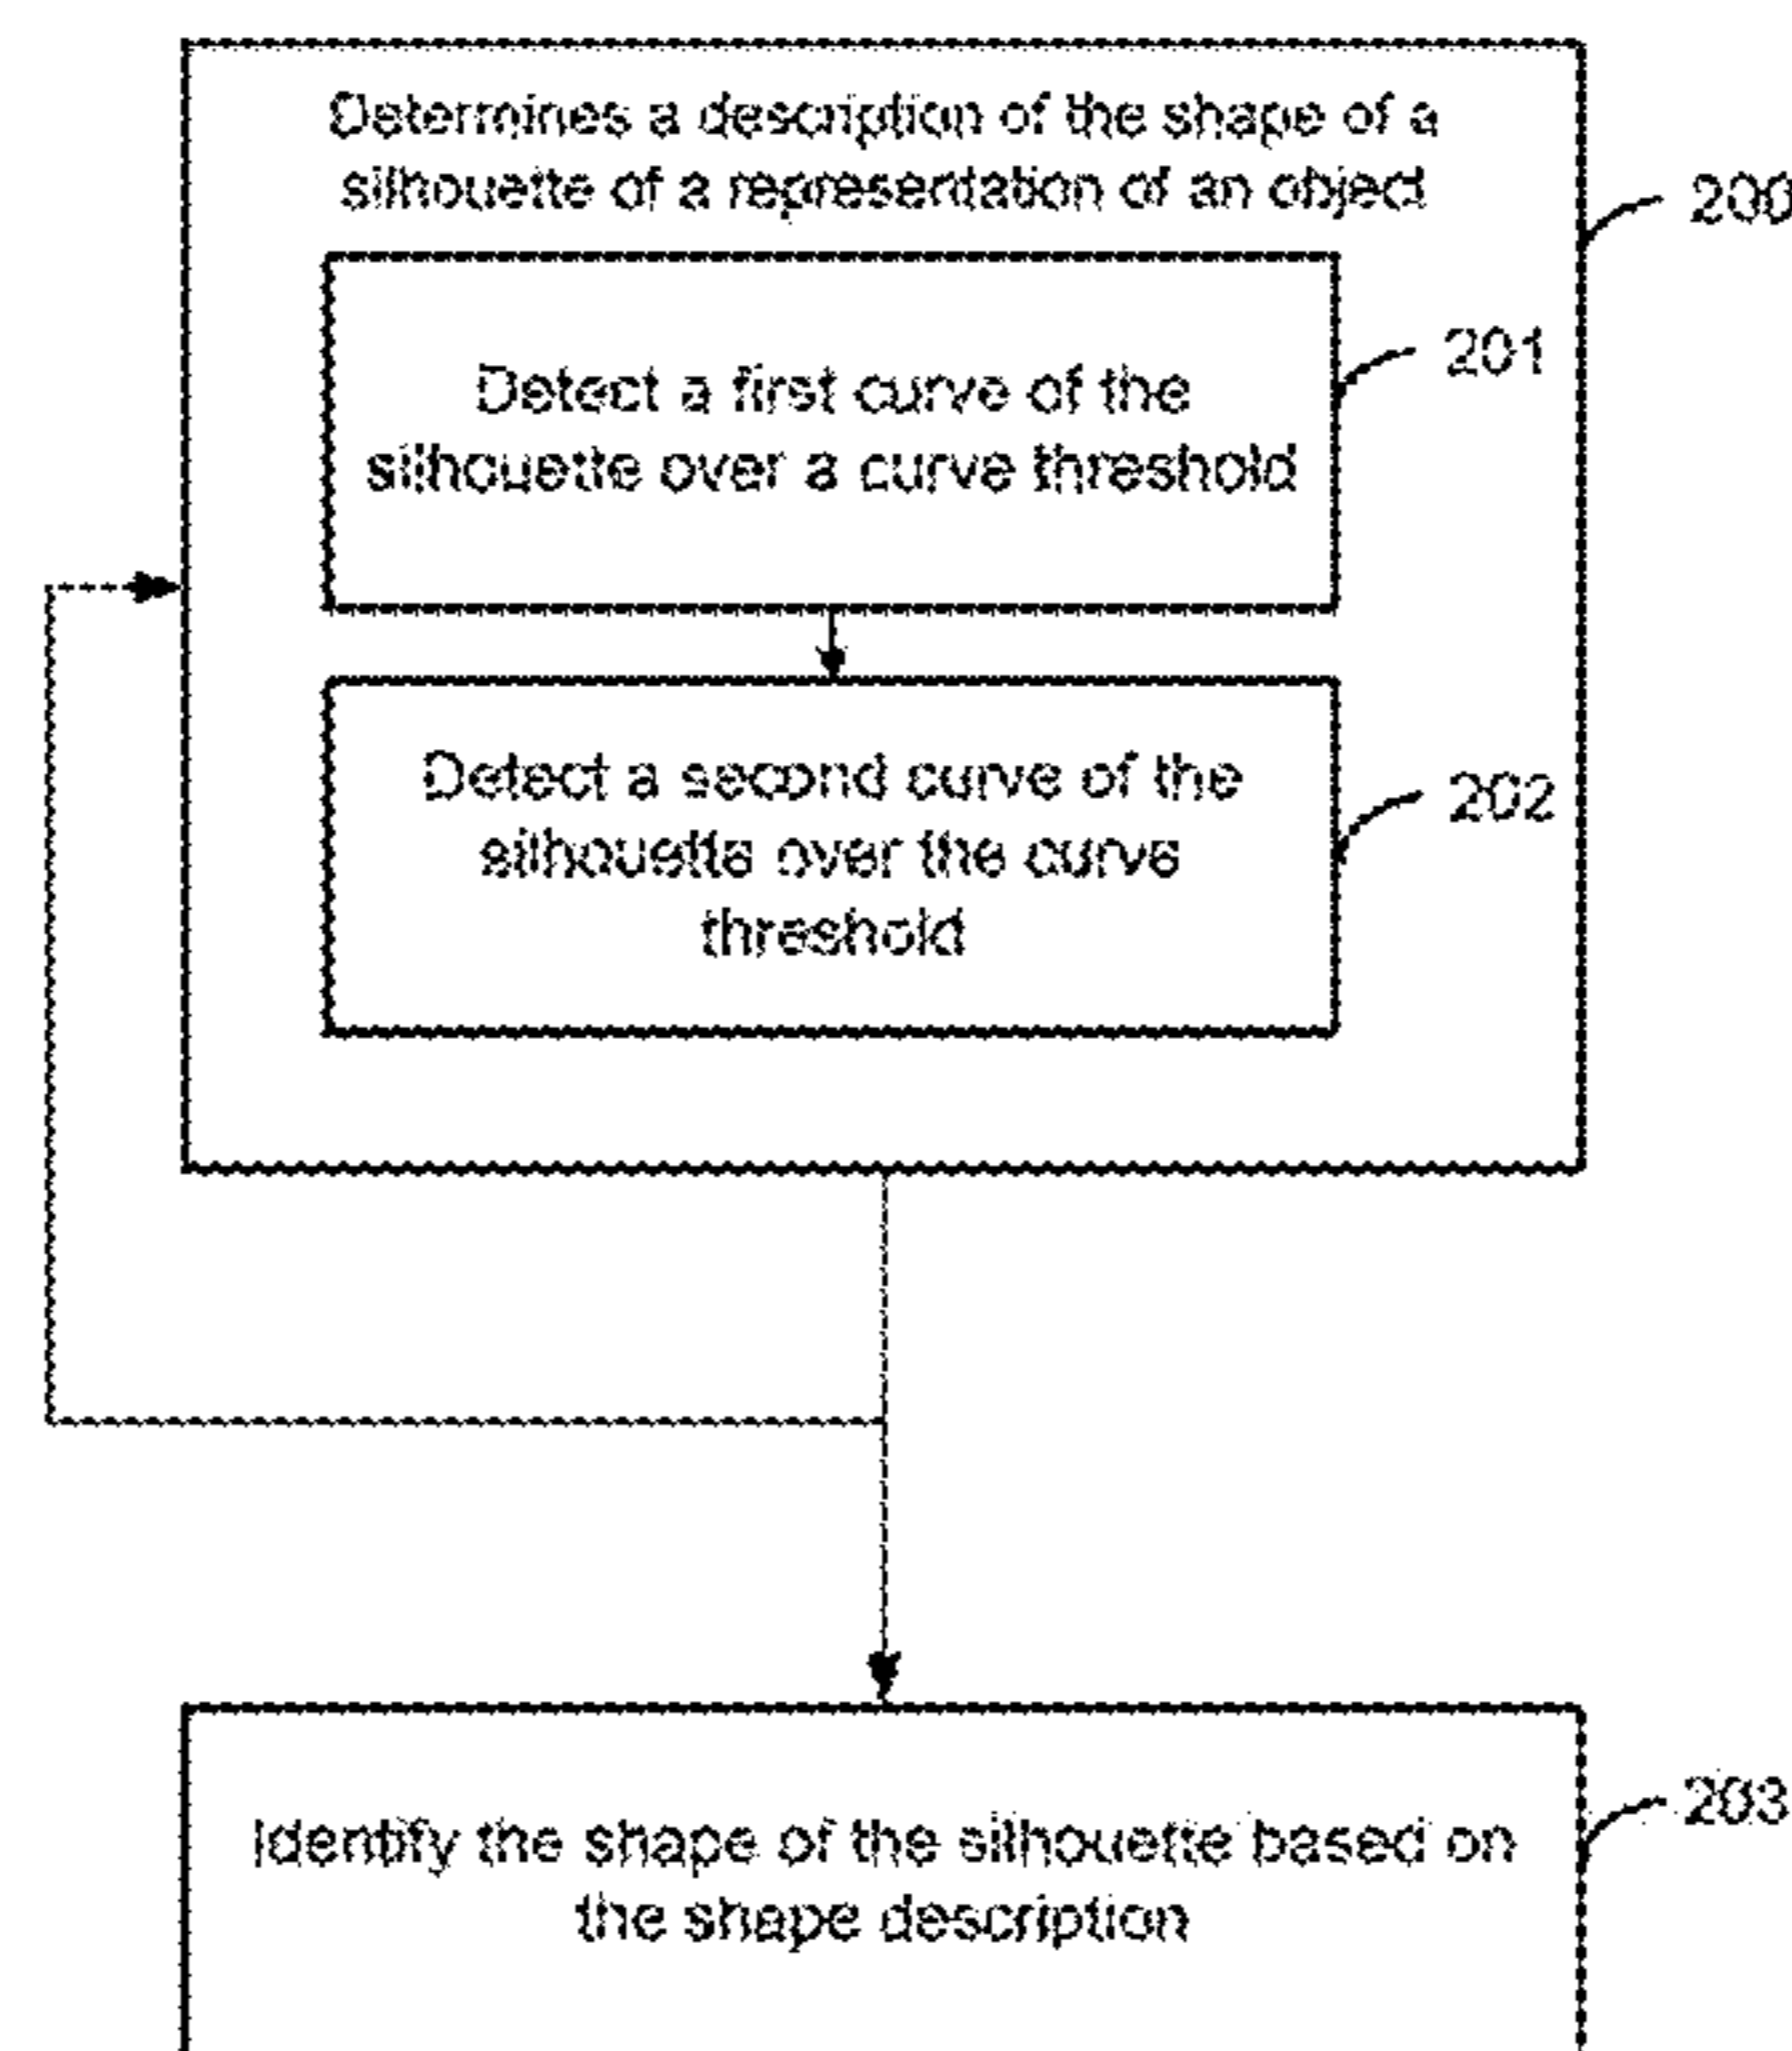 Determines a description of the shape of a
silhouette of a representation of an object
200
Detect a first curve of the
silhouette over a curve threshold
201
Detect a second curve of the
silhouette over the curve
threshold
202
Identify the shape of the silhouette based on
the shape description
203